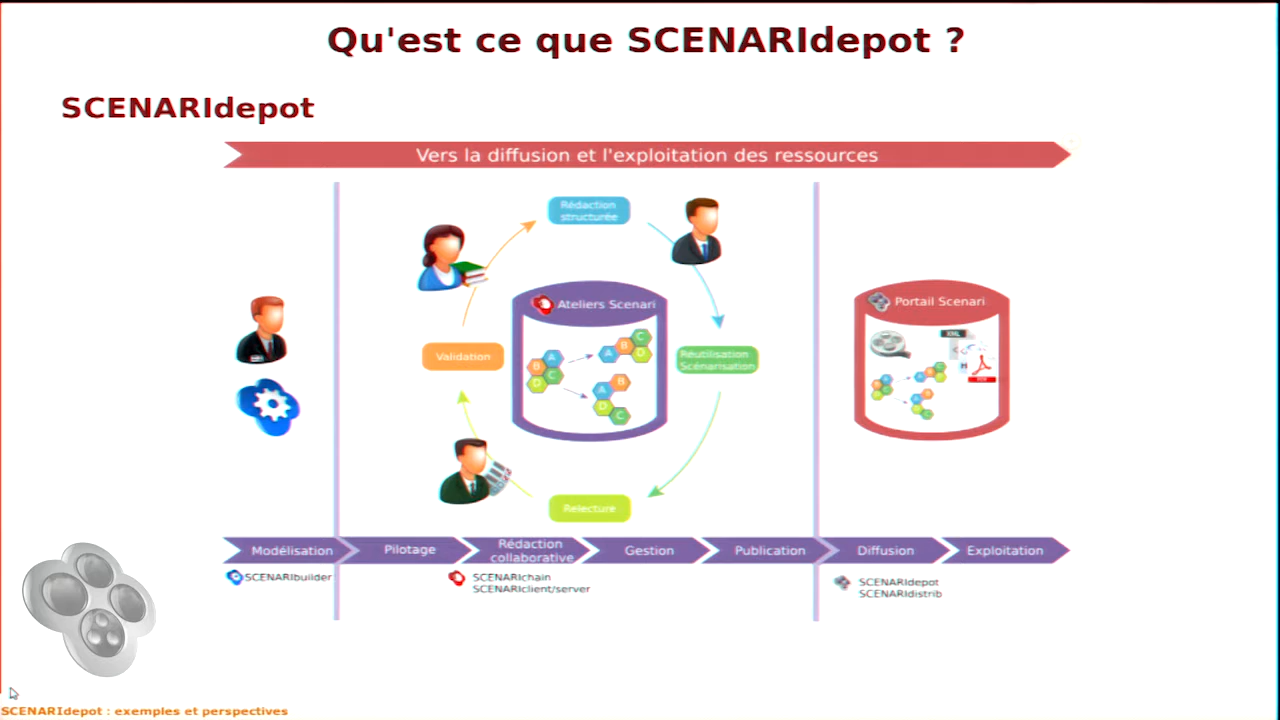 Qu'est ce que SCENARIdepot ?
SCENARIdepot
Vers la diffusion et l'exploitation des ressources
Rédaction
structurée
Ateliers Scenari
Portail Scenari
XML
Validation
Réutilisation
Scénarisation
A
B
C
D
A
B
C
D
A
B
C
D
H
PDF
Relecture
Modélisation
Pilotage
Rédaction
collaborative
Gestion
Publication
Diffusion
Exploitation
SCENARIbuilder
SCENARIchain
SCENARIclient/server
SCENARIdepot
SCENARIdistrib
SCENARIdepot : exemples et perspectives